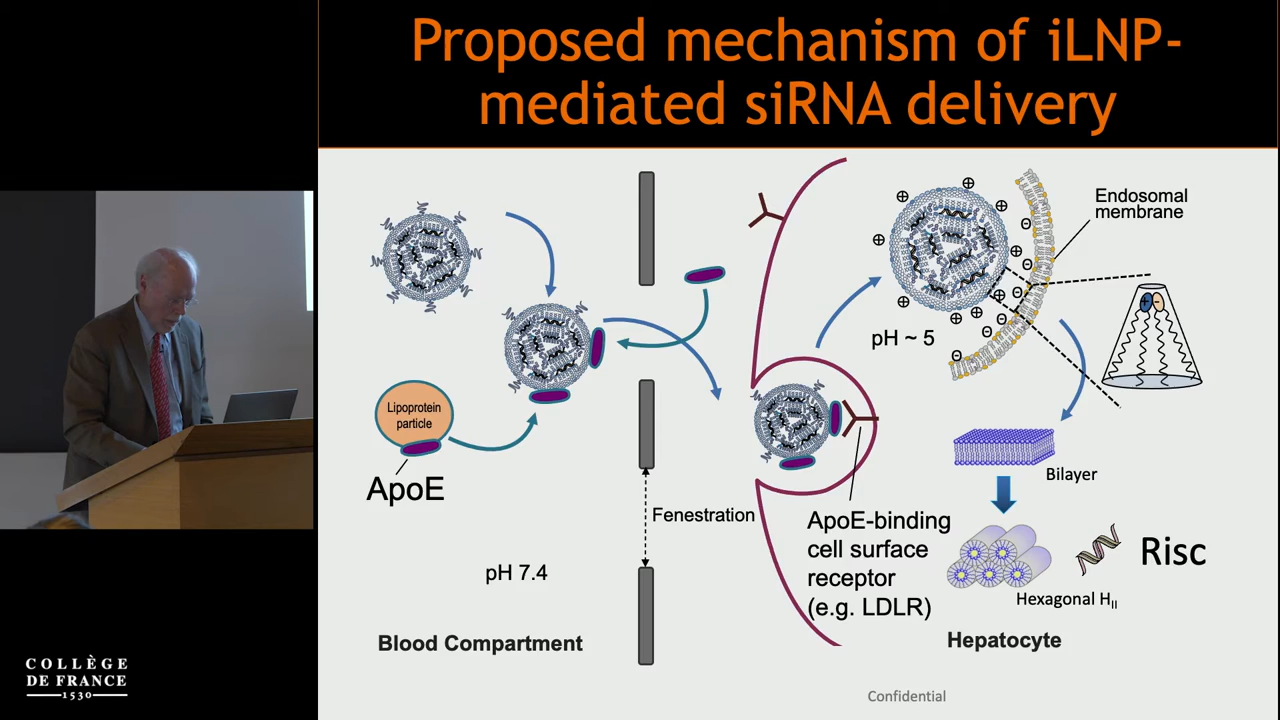 Proposed mechanism of iLNP-
mediated siRNA delivery
Endosomal
membrane
pH ~ 5
Lipoprotein
particle
ApoE
Bilayer
Fenestration
ApoE-binding
cell surface
receptor
(e.g. LDLR)
Risc
Hexagonal HII
pH 7.4
Blood Compartment
Hepatocyte
Confidential
COLLÈGE
DE FRANCE
1530